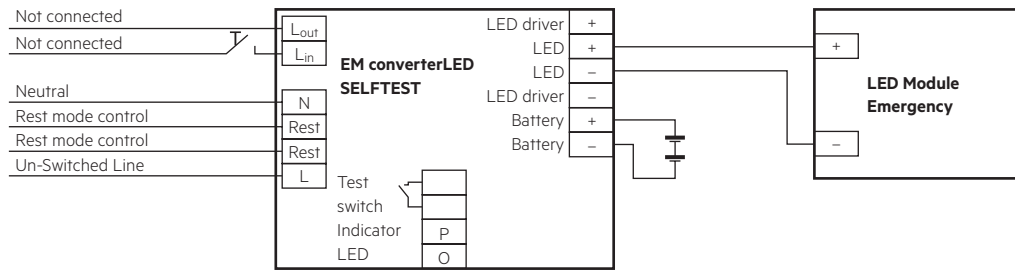 Not connected
Not connected
Neutral
Rest mode control
Rest mode control
Un-Switched Line
Lout
Lin
N
Rest
Rest
L
EM converterLED
SELFTEST
Test
switch
Indicator P
LED O
LED driver +
LED +
LED –
LED driver –
Battery +
Battery –
+
–
LED Module
Emergency